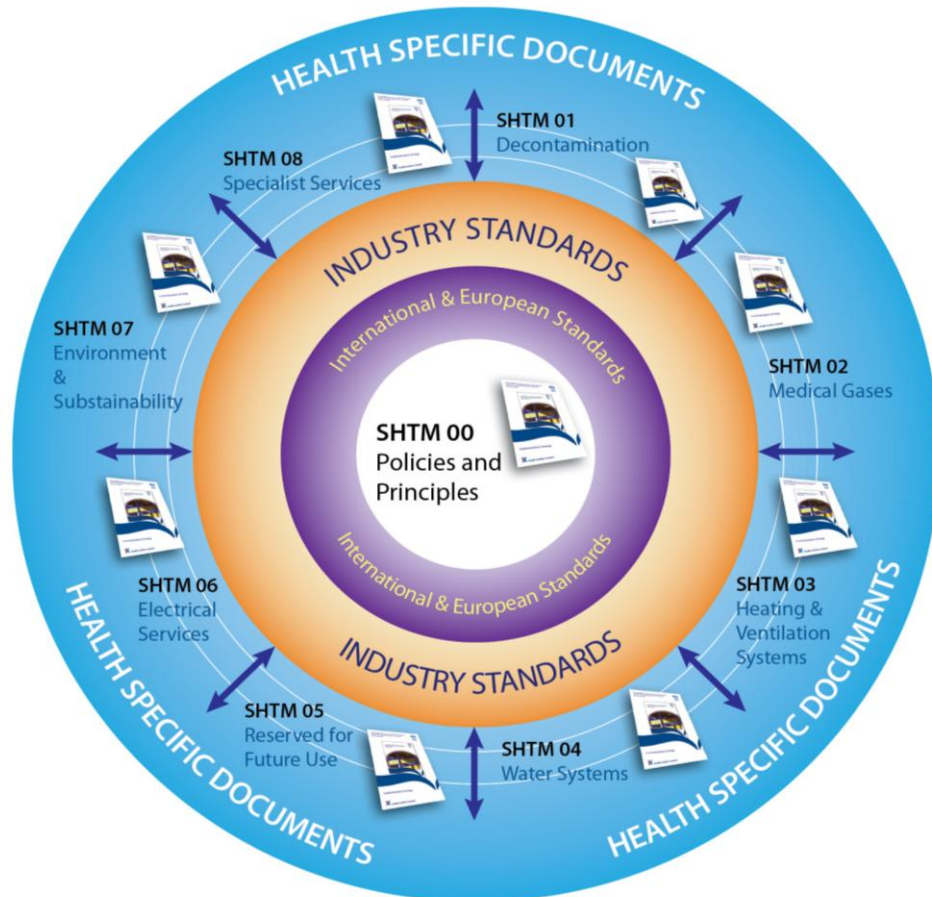 HEALTH SPECIFIC DOCUMENTS
SHTM 01
Decontamination
SHTM 08
Specialist Services
INDUSTRY STANDARDS
International & European Standards
SHTM 07
Environment
&
Substainability
SHTM 02
Medical Gases
SHTM 00
Policies and
Principles
International & European Standards
SHTM 06
Electrical
Services
SHTM 03
Heating &
Ventilation
Systems
INDUSTRY STANDARDS
SHTM 05
Reserved for
Future Use
SHTM 04
Water Systems
HEALTH SPECIFIC DOCUMENTS
HEALTH SPECIFIC DOCUMENTS